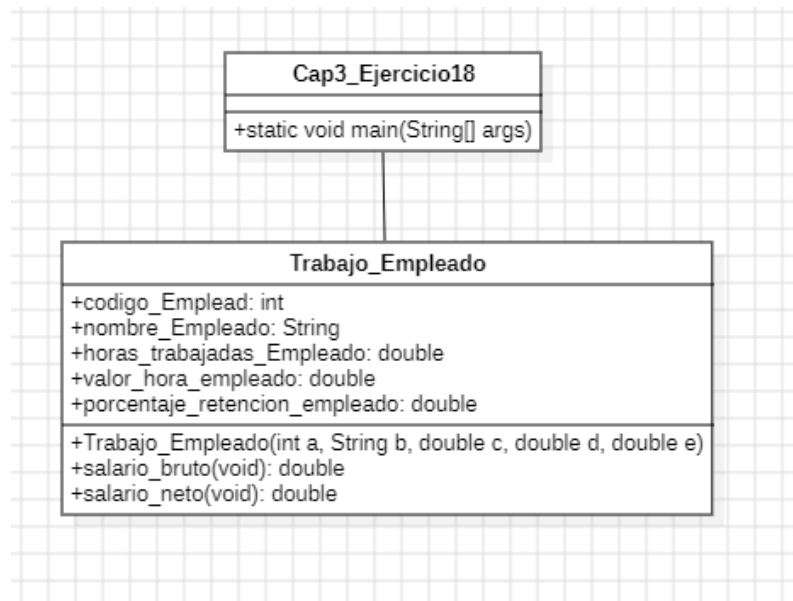 Cap3_Ejercicio18
+static void main(String[] args)
Trabajo_Empleado
+codigo_Emplead: int
+nombre_Empleado: String
+horas_trabajadas_Empleado: double
+valor_hora_empleado: double
+porcentaje_retencion_empleado: double
+Trabajo_Empleado(int a, String b, double c, double d, double e)
+salario_bruto(void): double
+salario_neto(void): double